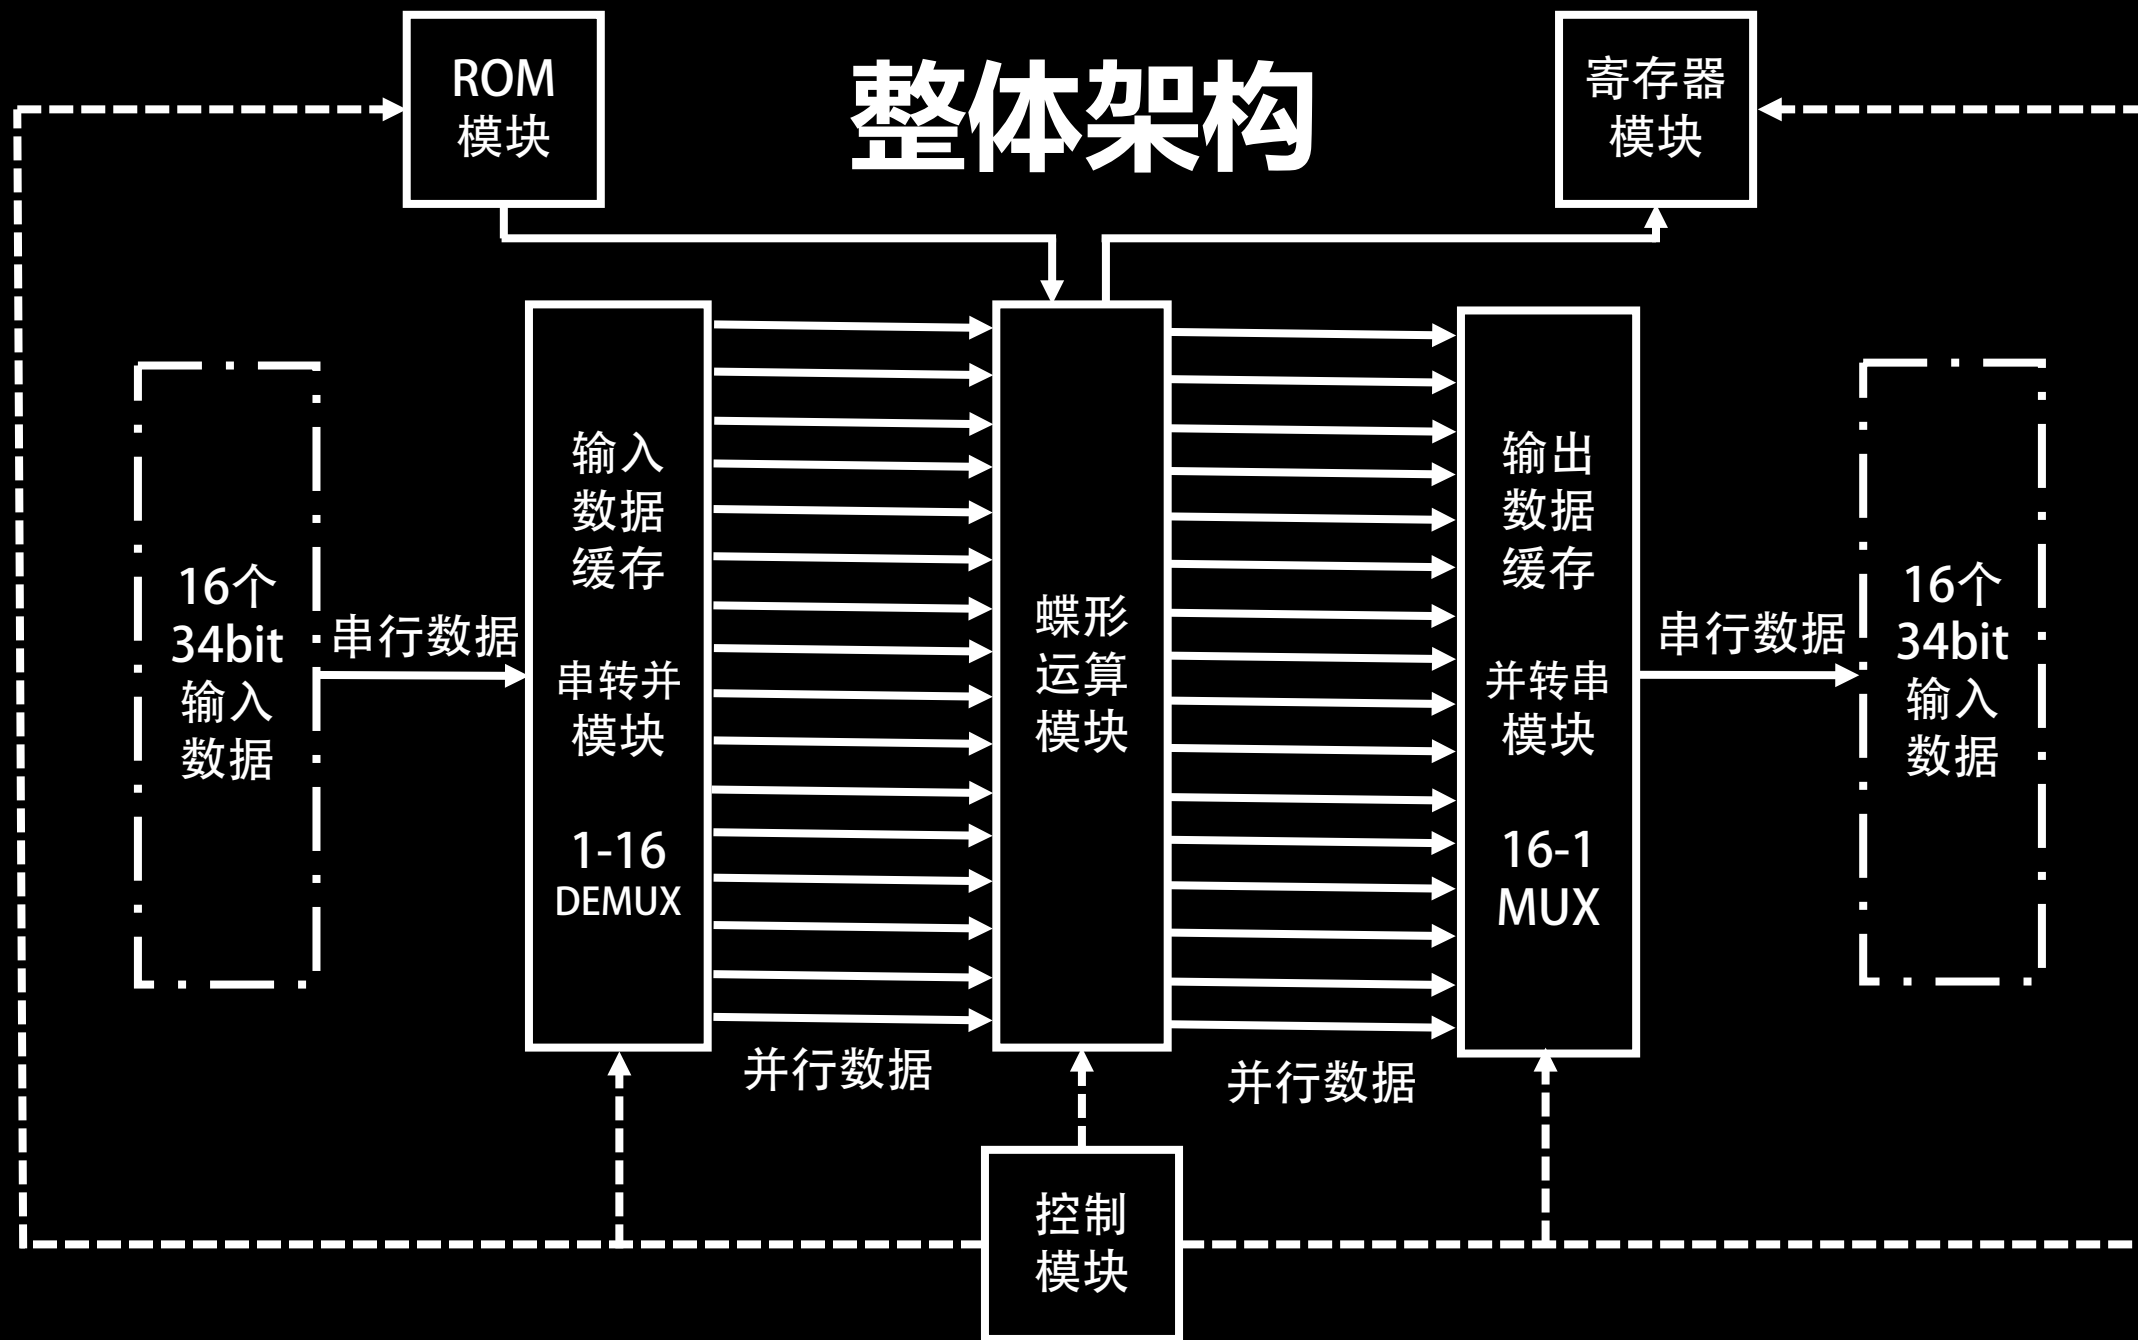 整体架构
ROM
模块
寄存器
模块
16个
34bit
输入
数据
串行数据
输入
数据
缓存
串转并
模块
1-16
DEMUX
并行数据
蝶形
运算
模块
并行数据
输出
数据
缓存
并转串
模块
16-1
MUX
串行数据
16个
34bit
输入
数据
控制
模块